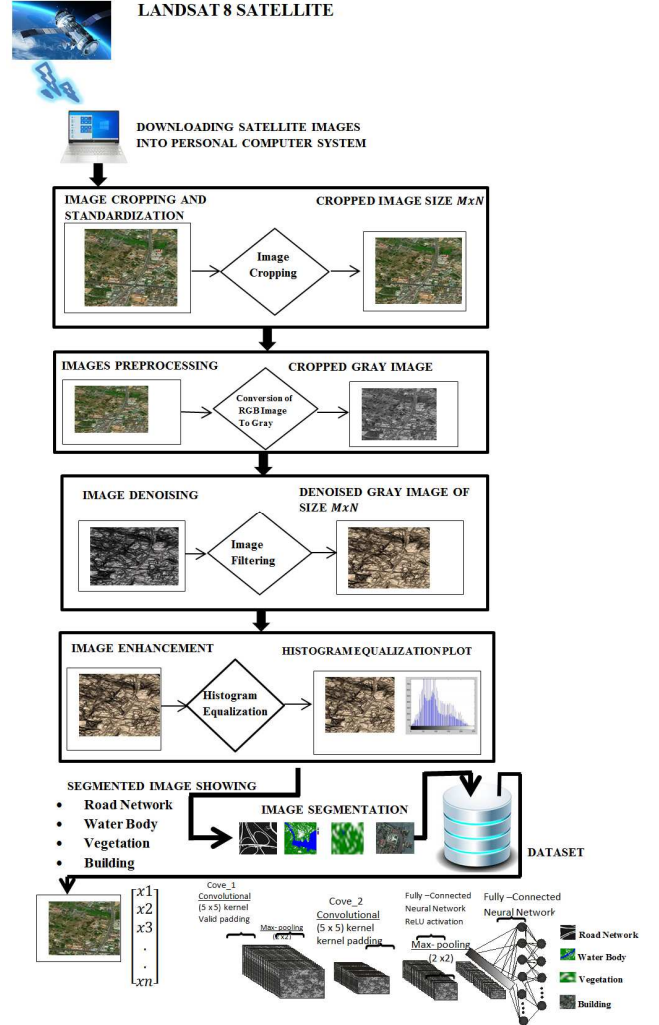 LANDSAT 8 SATELLITE
DOWNLOADING SATELLITE IMAGES
INTO PERSONAL COMPUTER SYSTEM
IMAGE CROPPING AND
STANDARDIZATION
CROPPED IMAGE SIZE MxN
Image
Cropping
IMAGES PREPROCESSING
CROPPED GRAY IMAGE
Conversion of
RGB Image
To Gray
IMAGE DENOISING
DENOISED GRAY IMAGE OF
SIZE MxN
Image
Filtering
IMAGE ENHANCEMENT
HISTOGRAM EQUALIZATION PLOT
Histogram
Equalization
SEGMENTED IMAGE SHOWING
• Road Network
• Water Body
• Vegetation
• Building
IMAGE SEGMENTATION
DATASET
x1
x2
x3
.
.
xn
Cove_1
Convolutional
(5 x 5) kernel
Valid padding
Max- pooling
(2 x2)
Cove_2
Convolutional
(5 x 5) kernel
kernel padding
Fully –Connected
Neural Network
ReLU activation
Max- pooling
(2 x2)
Fully –Connected
Neural Network
Road Network
Water Body
Vegetation
Building